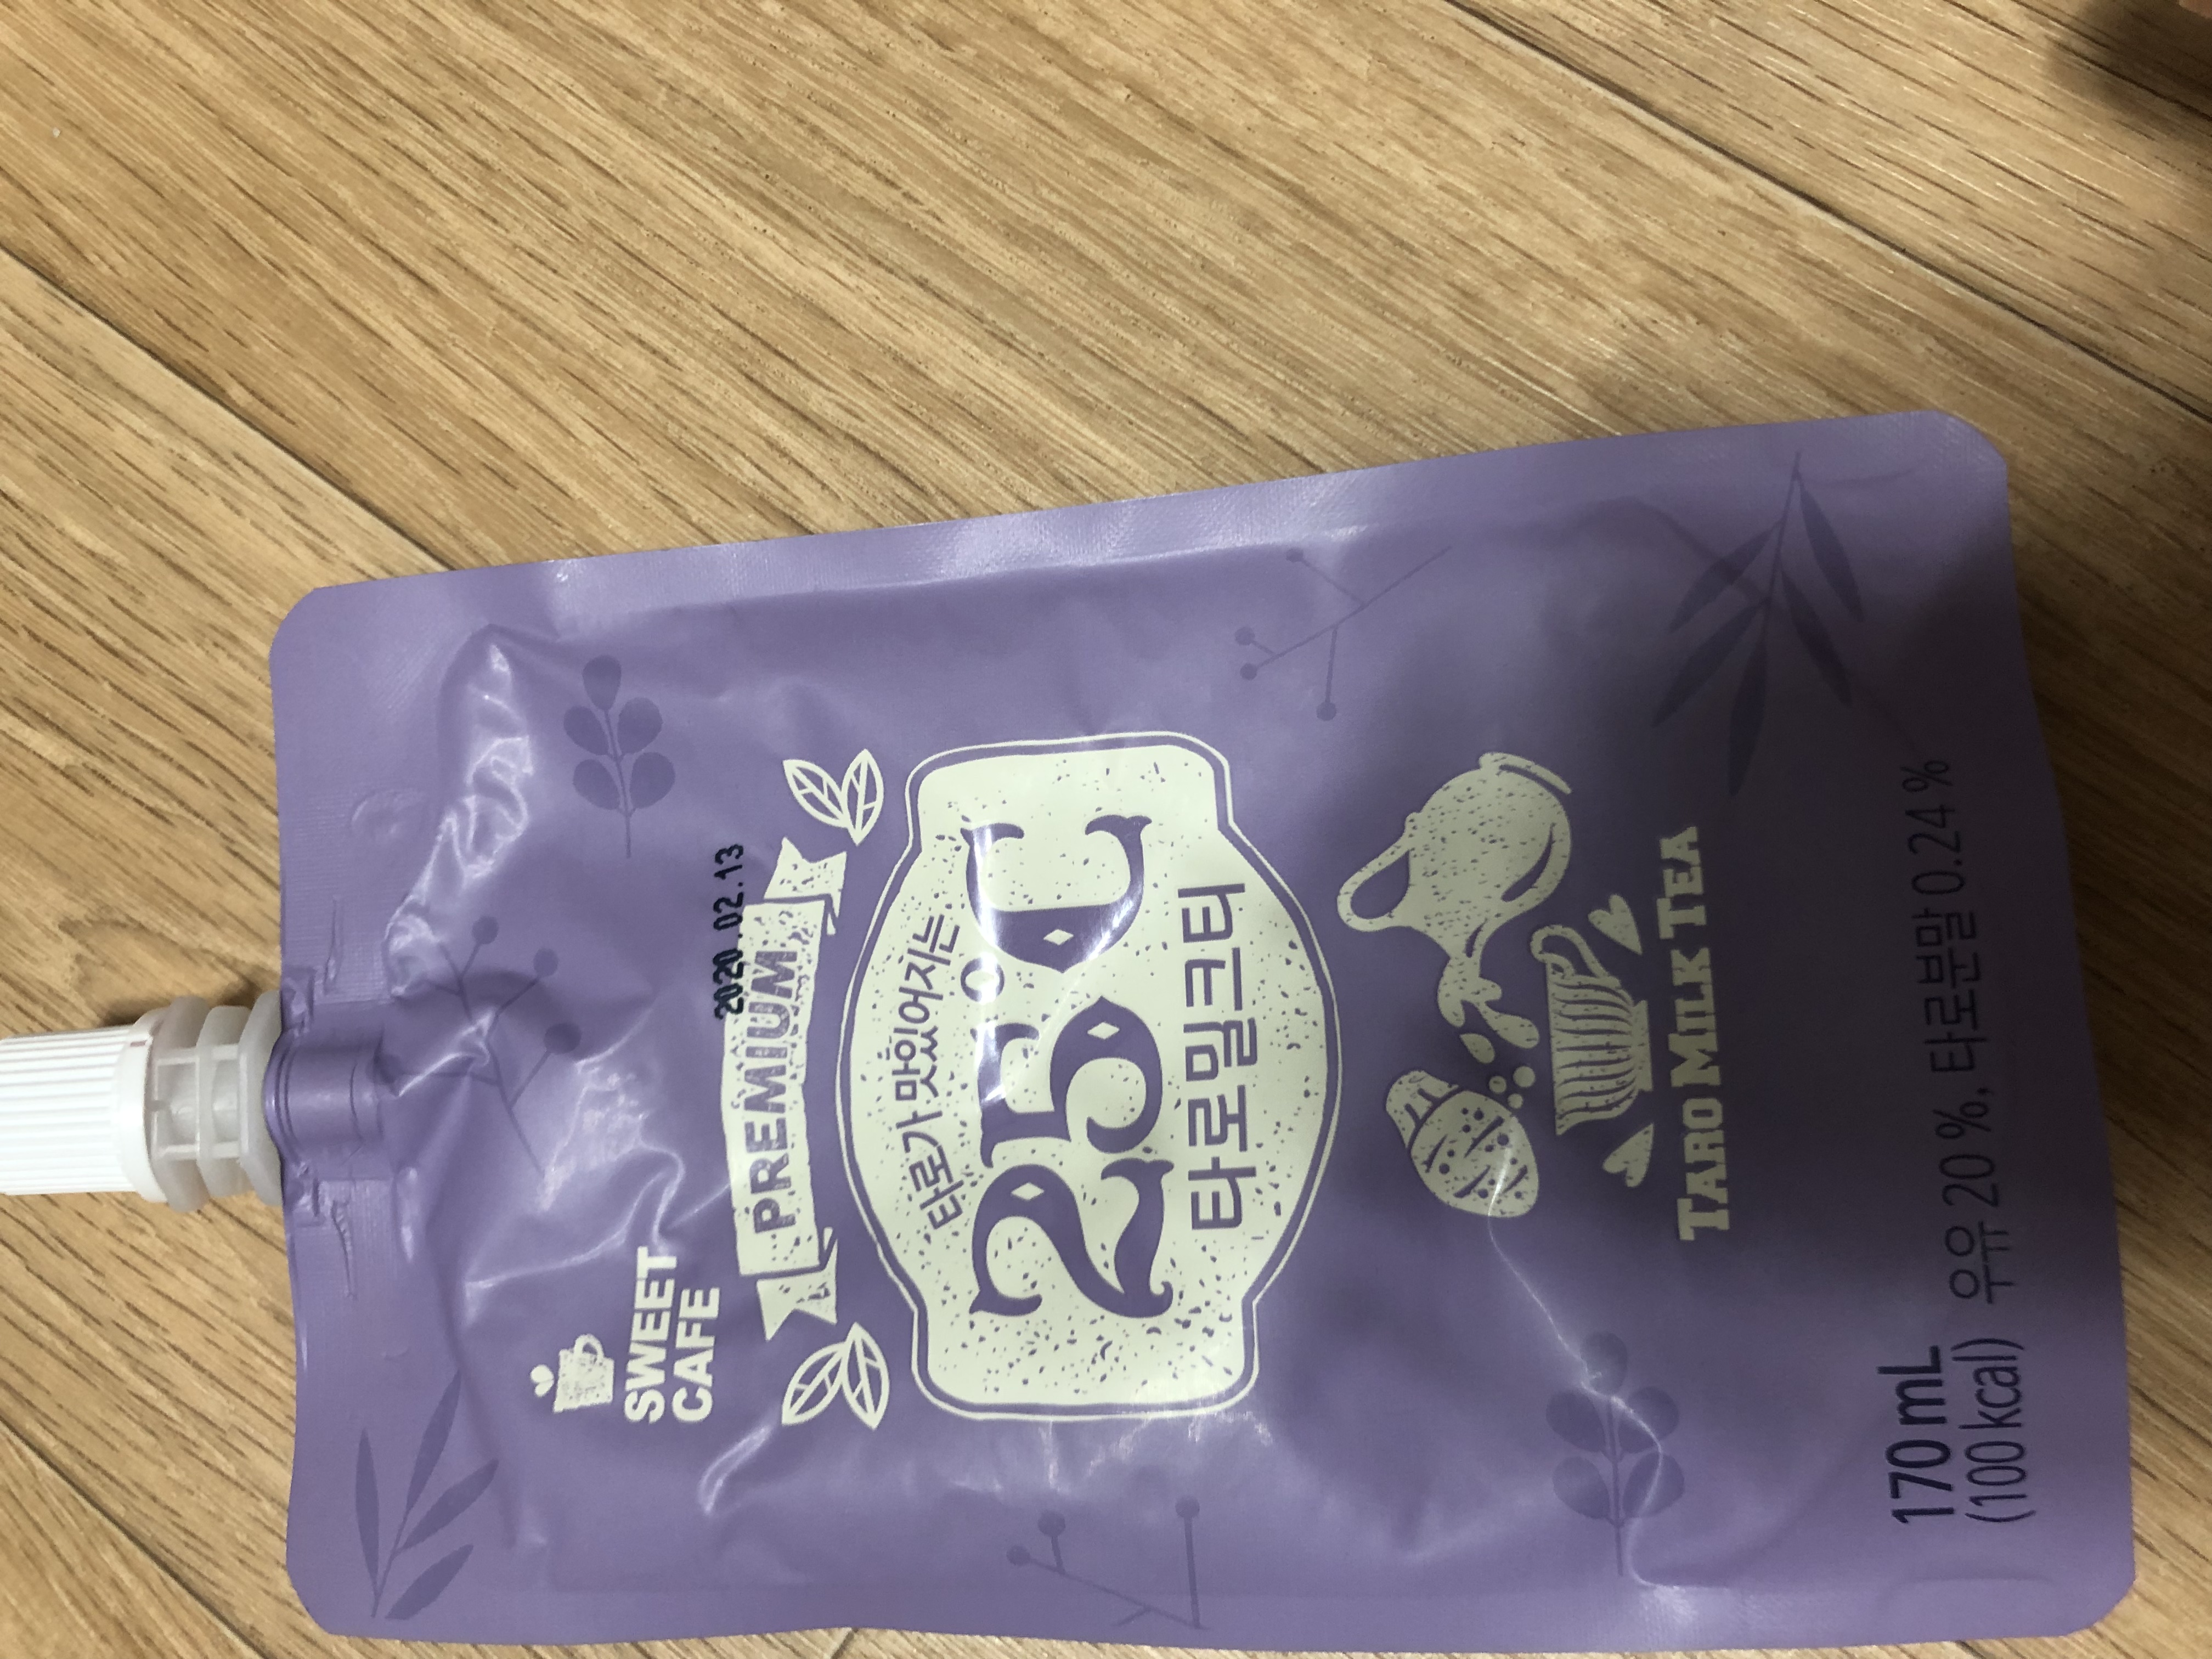 SWEET
CAFE
2020.02.13
PREMIUM
타로가 맛있어지는
25℃
타로밀크티
TARO MILK TEA
170 mL
(100 kcal) 우유 20 %, 타로분말 0.24 %